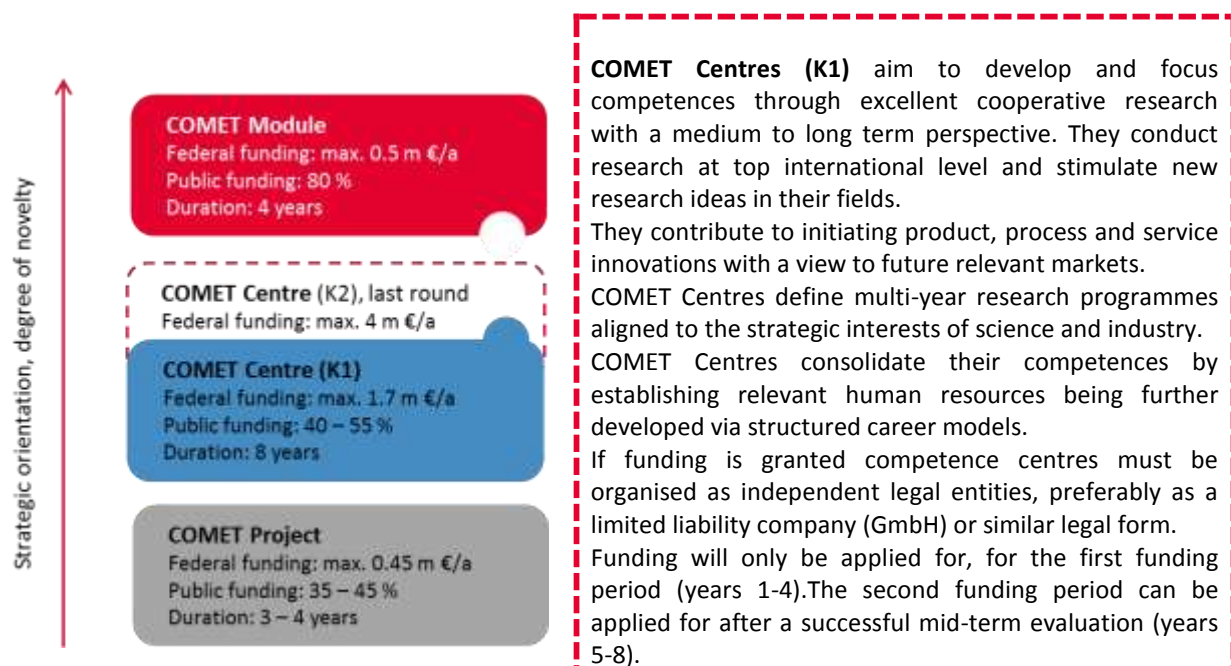 Strategic orientation, degree of novelty
COMET Module
Federal funding: max. 0.5 m €/a
Public funding: 80 %
Duration: 4 years
COMET Centre (K2), last round
Federal funding: max. 4 m €/a
COMET Centre (K1)
Federal funding: max. 1.7 m €/a
Public funding: 40 – 55 %
Duration: 8 years
COMET Project
Federal funding: max. 0.45 m €/a
Public funding: 35 – 45 %
Duration: 3 – 4 years
COMET Centres (K1) aim to develop and focus
competences through excellent cooperative research
with a medium to long term perspective. They conduct
research at top international level and stimulate new
research ideas in their fields.
They contribute to initiating product, process and service
innovations with a view to future relevant markets.
COMET Centres define multi-year research programmes
aligned to the strategic interests of science and industry.
COMET Centres consolidate their competences by
establishing relevant human resources being further
developed via structured career models.
If funding is granted competence centres must be
organised as independent legal entities, preferably as a
limited liability company (GmbH) or similar legal form.
Funding will only be applied for, for the first funding
period (years 1-4).The second funding period can be
applied for after a successful mid-term evaluation (years
5-8).